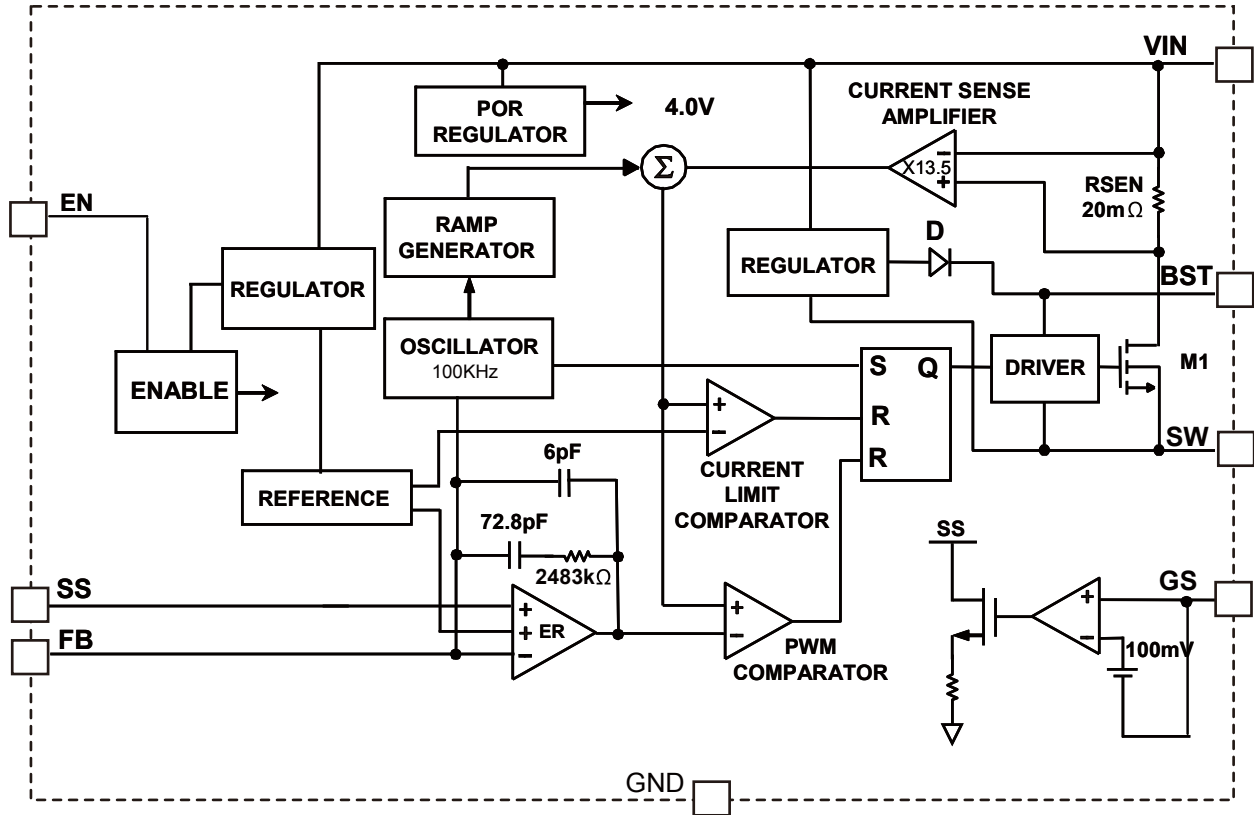 VIN
CURRENT SENSE
AMPLIFIER
POR
REGULATOR
4.0V
Σ
X13.5
−
+
RSEN
20mΩ
EN
RAMP
GENERATOR
D
REGULATOR
REGULATOR
BST
OSCILLATOR
100KHz
ENABLE
S
Q
R
R
DRIVER
M1
+
−
SW
CURRENT
LIMIT
COMPARATOR
6pF
REFERENCE
72.8pF
2483kΩ
SS
SS
GS
+
+
ER
−
FB
+
−
PWM
COMPARATOR
+
−
100mV
GND